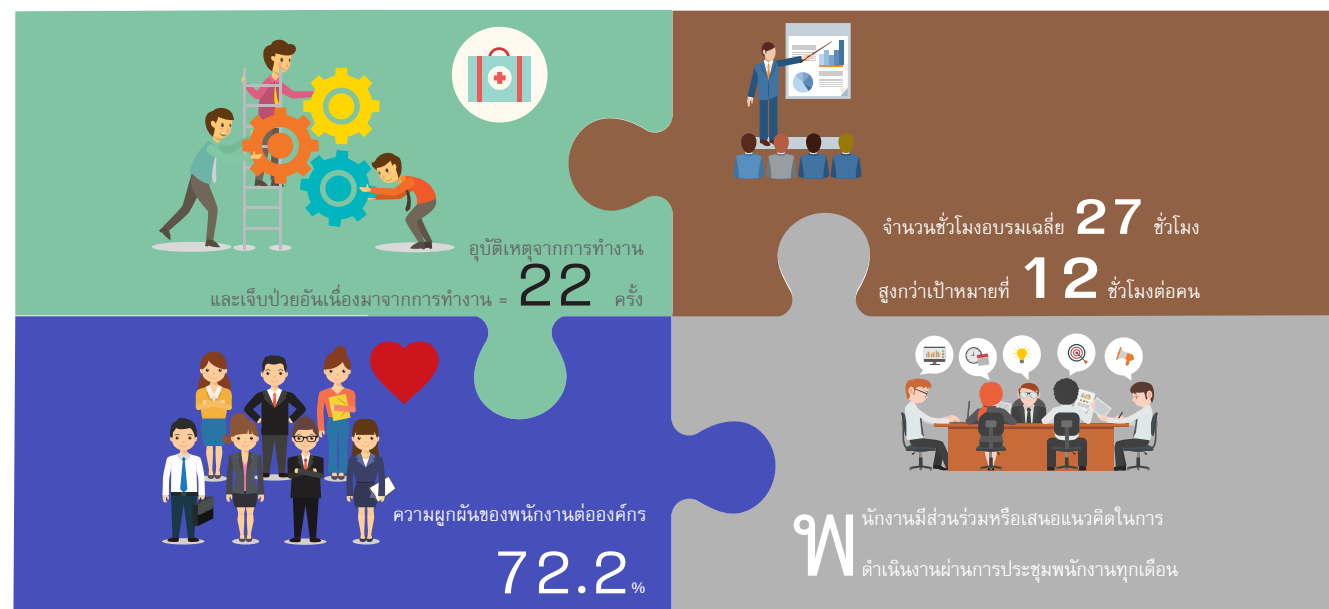 อุบัติเหตุจากการทำงาน
และเจ็บป่วยอันเนื่องมาจากการทำงาน = 22 ครั้ง
จำนวนชั่วโมงอบรมเฉลี่ย 27 ชั่วโมง
สูงกว่าเป้าหมายที่ 12 ชั่วโมงต่อคน
ความผูกผันของพนักงานต่อองค์กร
72.2%
พนักงานมีส่วนร่วมหรือเสนอแนวคิดในการ
ดำเนินงานผ่านการประชุมพนักงานทุกเดือน